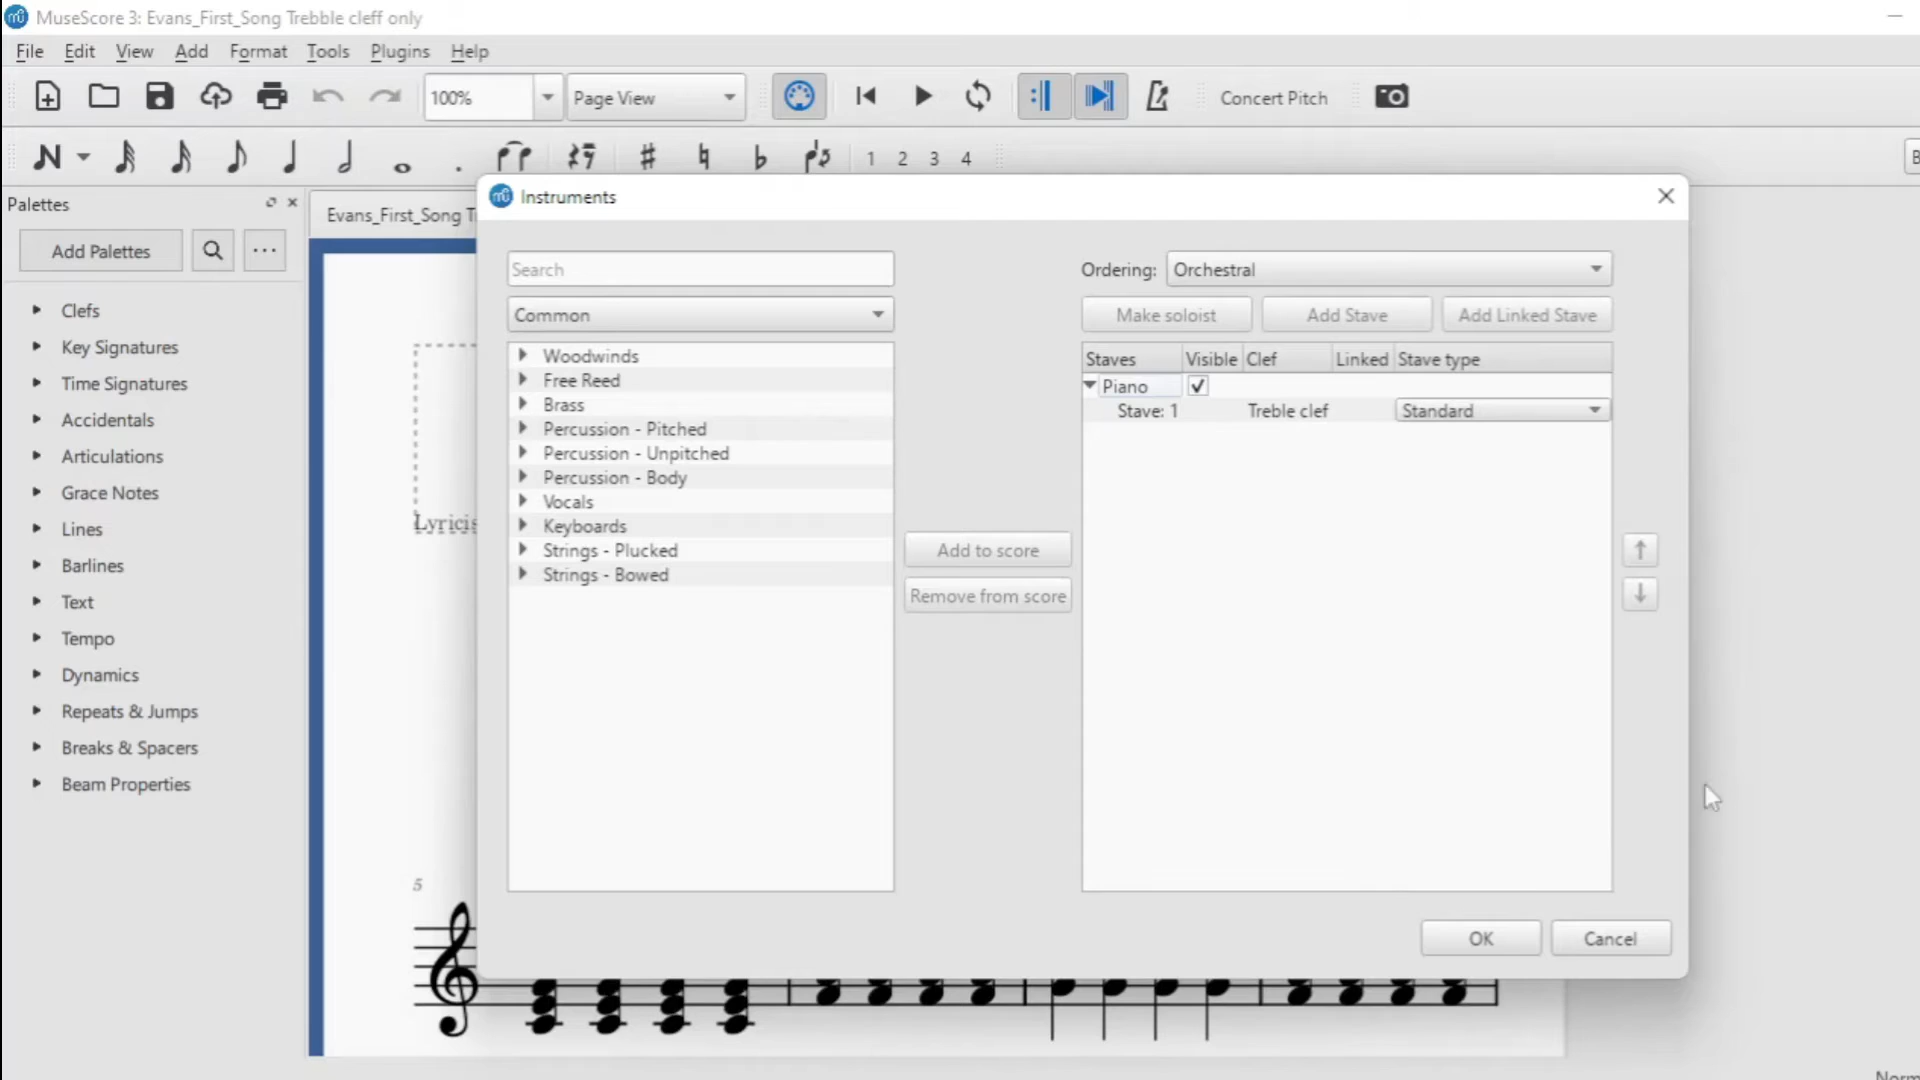 MuseScore 3: Evans_First_Song Trebble cleff only
File Edit View Add Format Tools Plugins Help
100% Page View Concert Pitch
1 2 3 4
Palettes
Add Palettes
Clefs
Key Signatures
Time Signatures
Accidentals
Articulations
Grace Notes
Lines
Barlines
Text
Tempo
Dynamics
Repeats & Jumps
Breaks & Spacers
Beam Properties
Evans_First_Song
Instruments
Search
Common
Woodwinds
Free Reed
Brass
Percussion - Pitched
Percussion - Unpitched
Percussion - Body
Vocals
Keyboards
Strings - Plucked
Strings - Bowed
Add to score
Remove from score
Ordering: Orchestral
Make soloist Add Stave Add Linked Stave
Staves Visible Clef Linked Stave type
Piano
Stave: 1 Treble clef Standard
OK Cancel
Lyricis
5